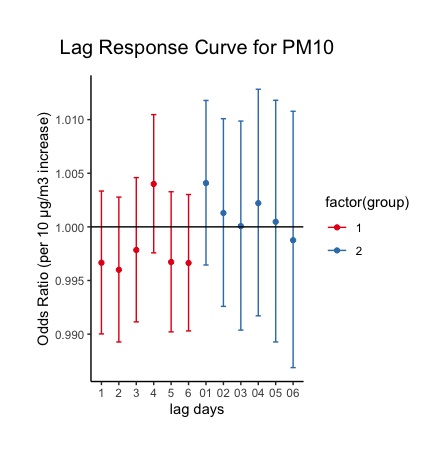 Lag Response Curve for PM10
Odds Ratio (per 10 μg/m3 increase)
1.010
1.005
1.000
0.995
0.990
1 2 3 4 5 6 01 02 03 04 05 06
lag days
factor(group)
1
2